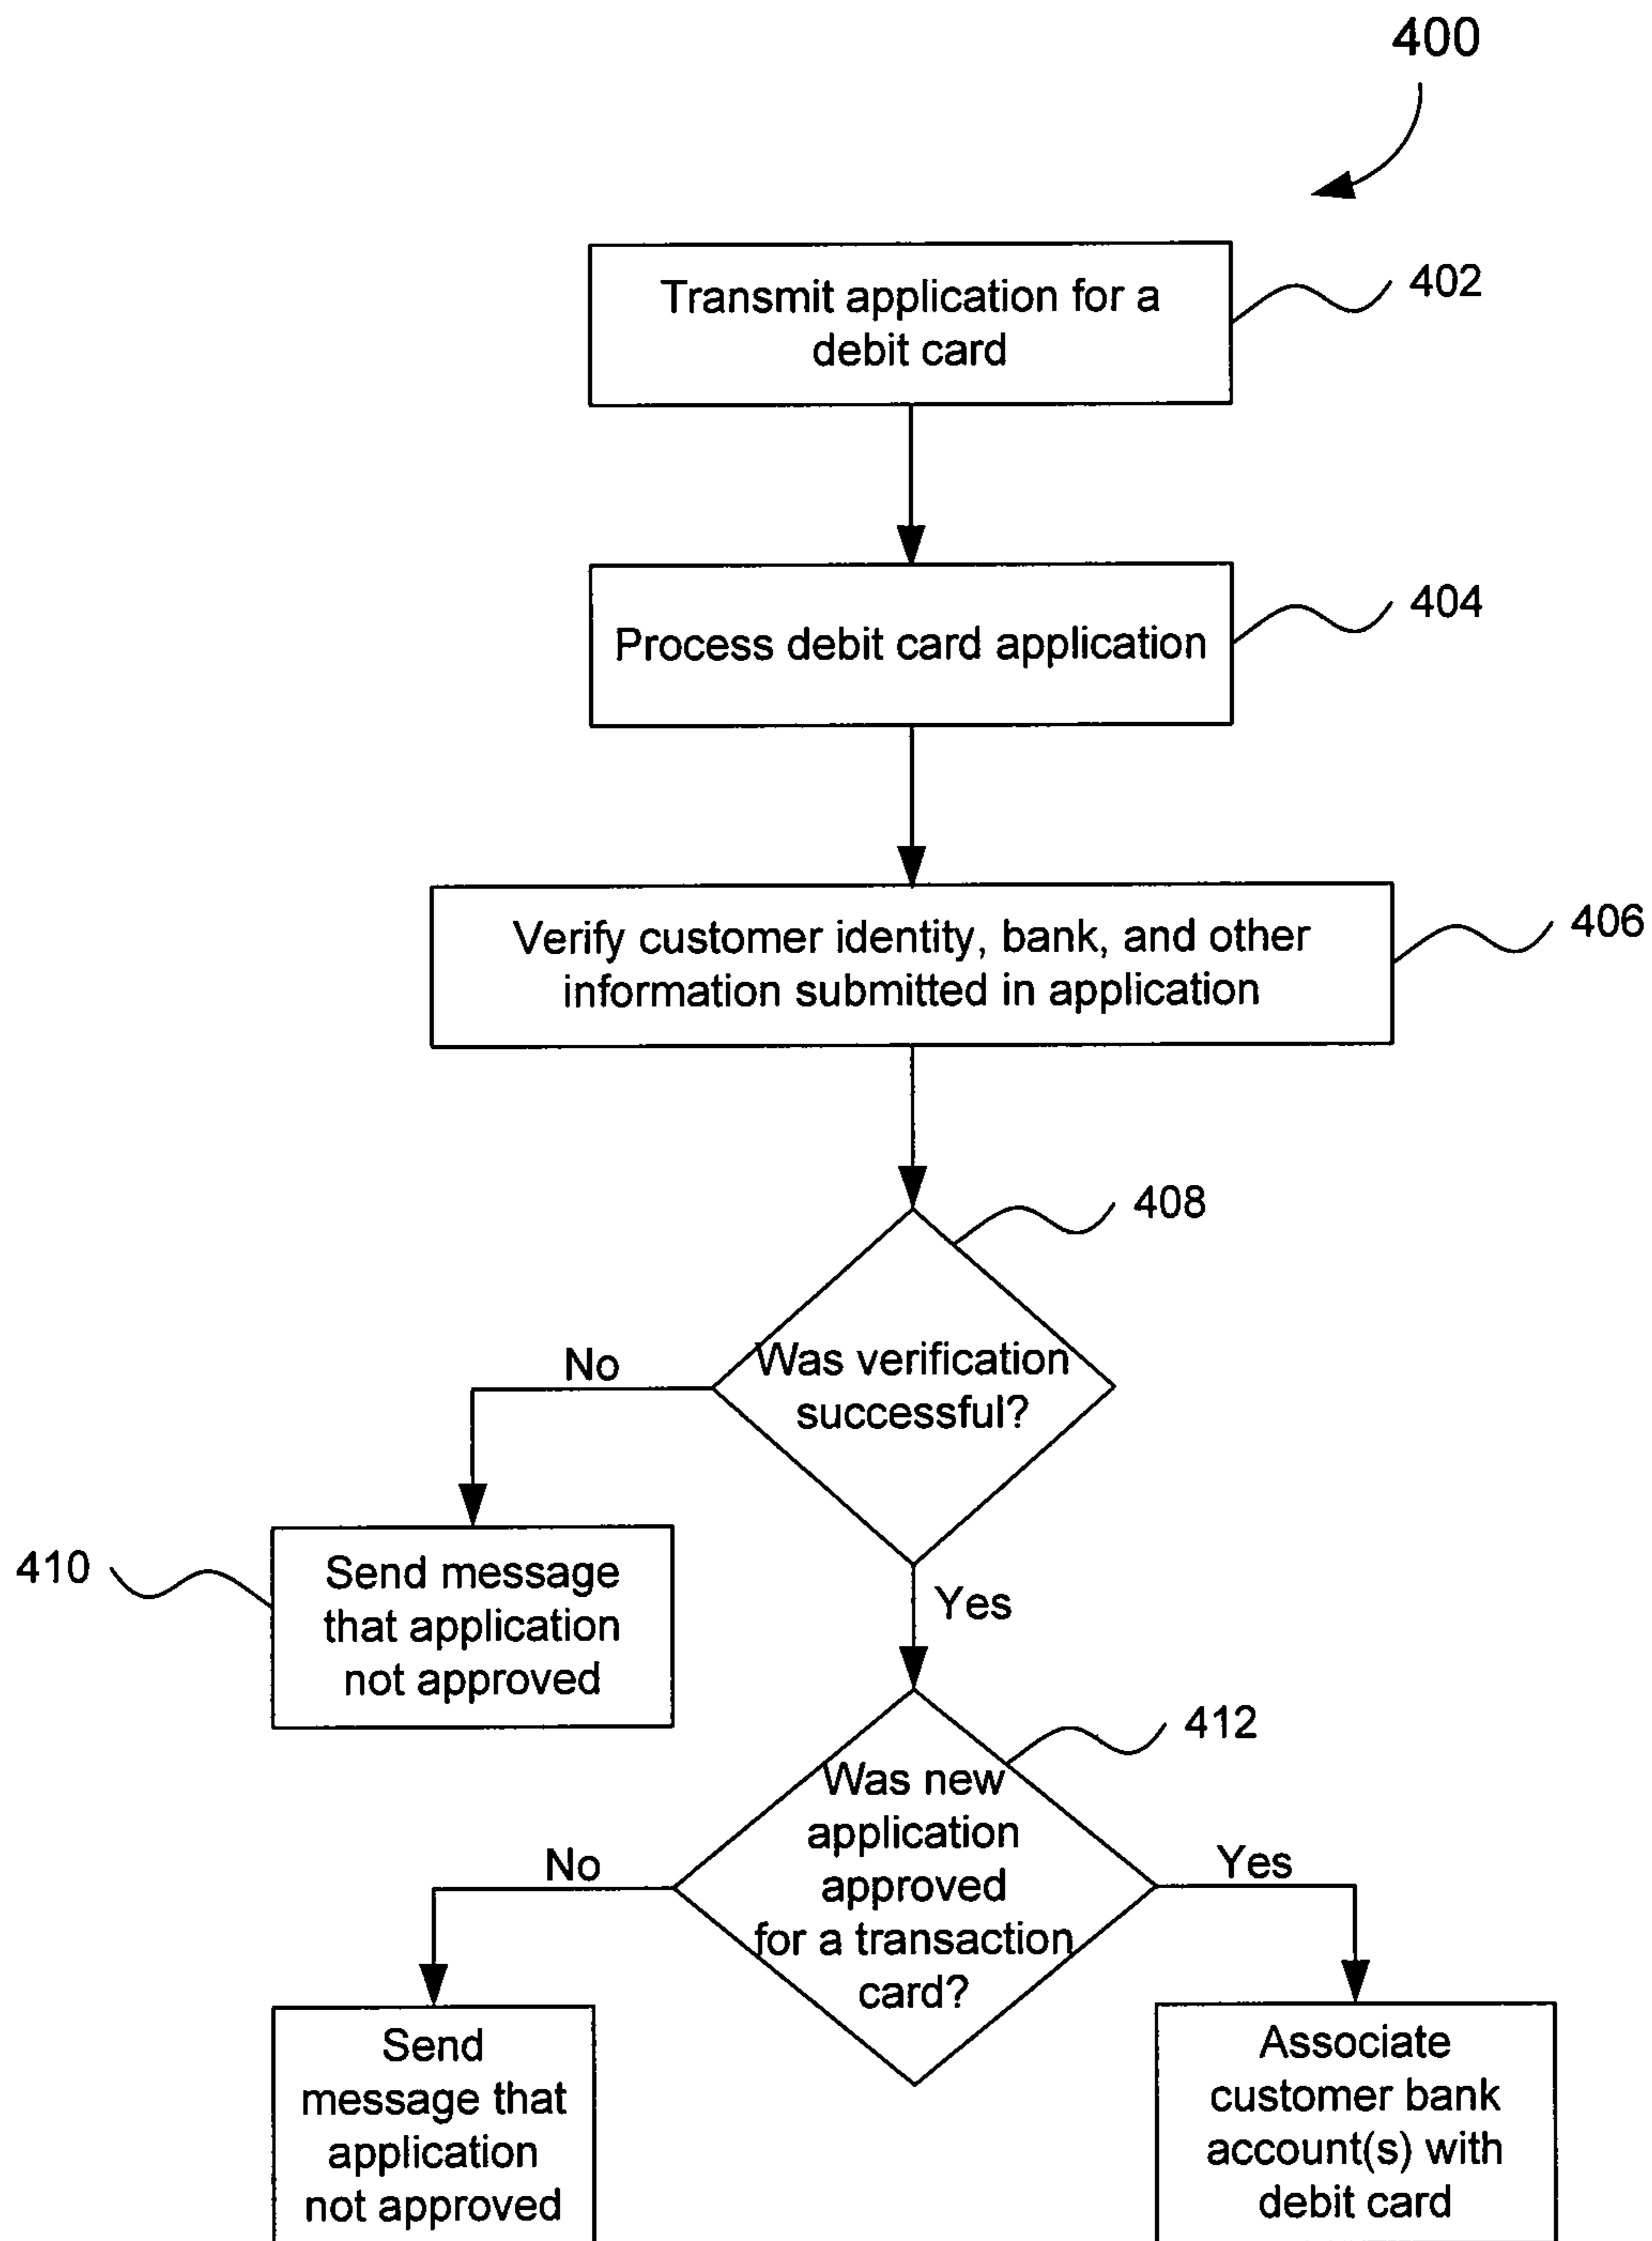 400
Transmit application for a
debit card
402
Process debit card application
404
Verify customer identity, bank, and other
information submitted in application
406
408
Was verification
successful?
No
410
Send message
that application
not approved
Yes
412
Was new
application
approved
for a transaction
card?
No
Yes
Send
message that
application
not approved
Associate
customer bank
account(s) with
debit card